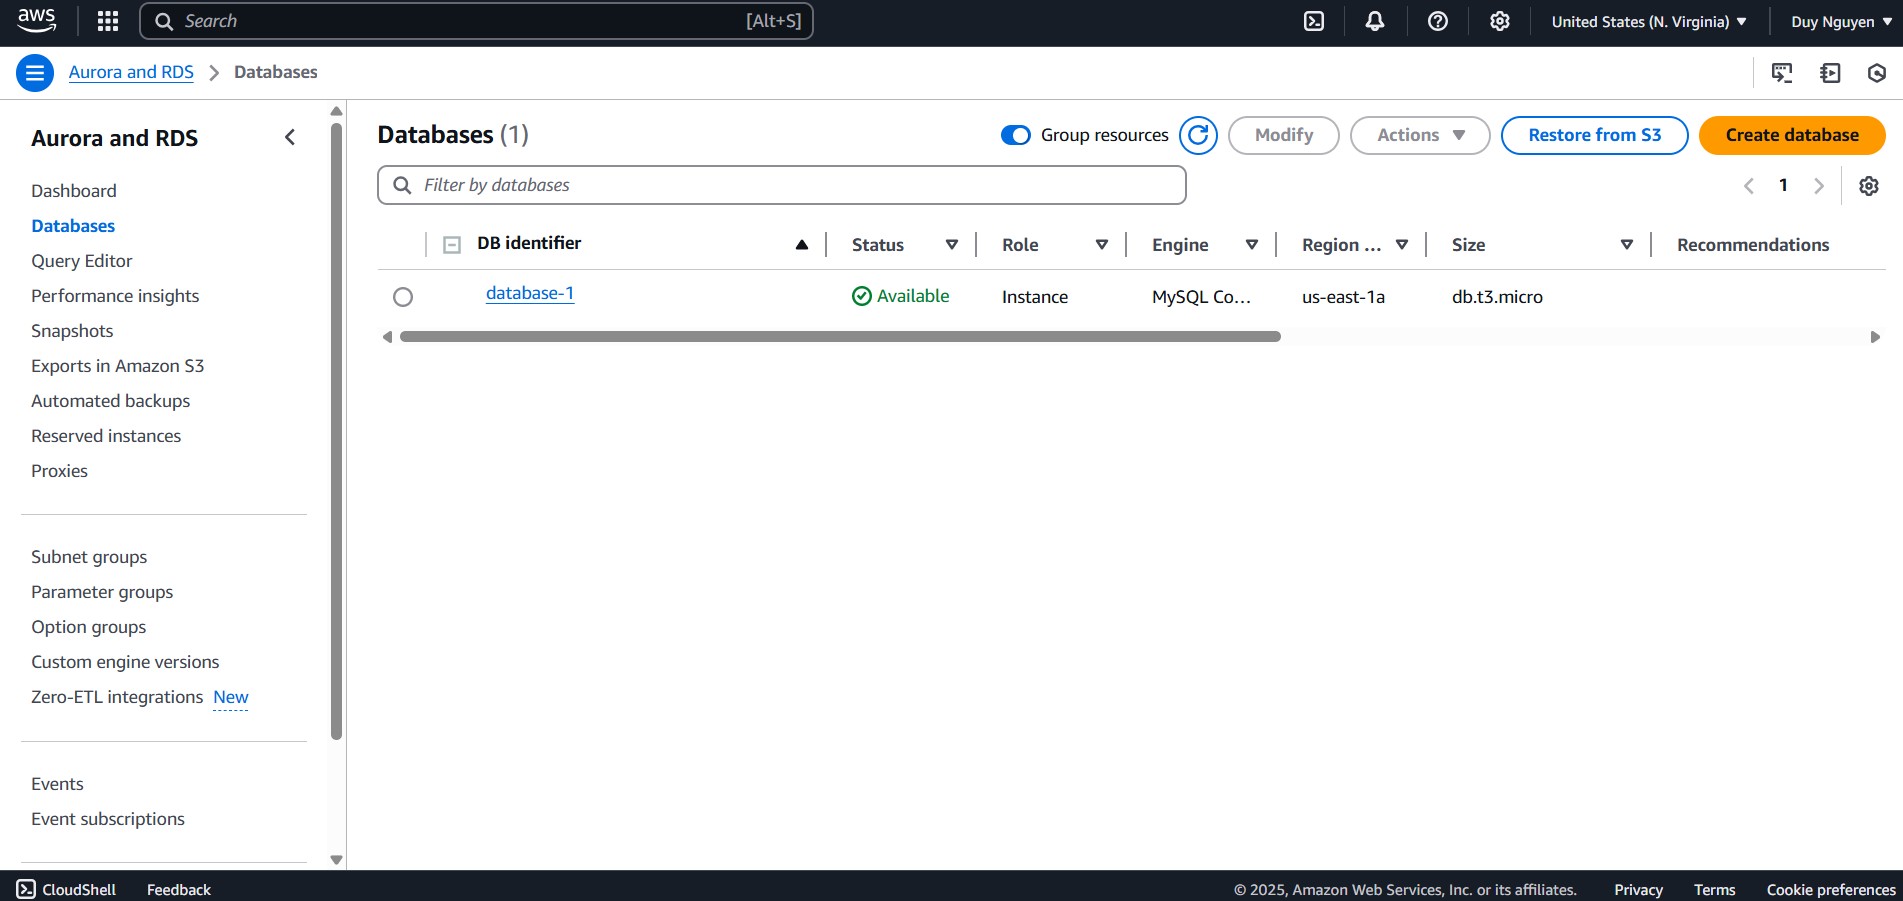 aws
Search [Alt+S] United States (N. Virginia) Duy Nguyen
Aurora and RDS Databases
Aurora and RDS
Dashboard
Databases
Query Editor
Performance insights
Snapshots
Exports in Amazon S3
Automated backups
Reserved instances
Proxies
Subnet groups
Parameter groups
Option groups
Custom engine versions
Zero-ETL integrations New
Events
Event subscriptions
Databases (1) Group resources Modify Actions Restore from S3 Create database
Filter by databases 1
DB identifier Status Role Engine Region ... Size Recommendations
database-1 Available Instance MySQL Co... us-east-1a db.t3.micro
CloudShell Feedback © 2025, Amazon Web Services, Inc. or its affiliates. Privacy Terms Cookie preferences